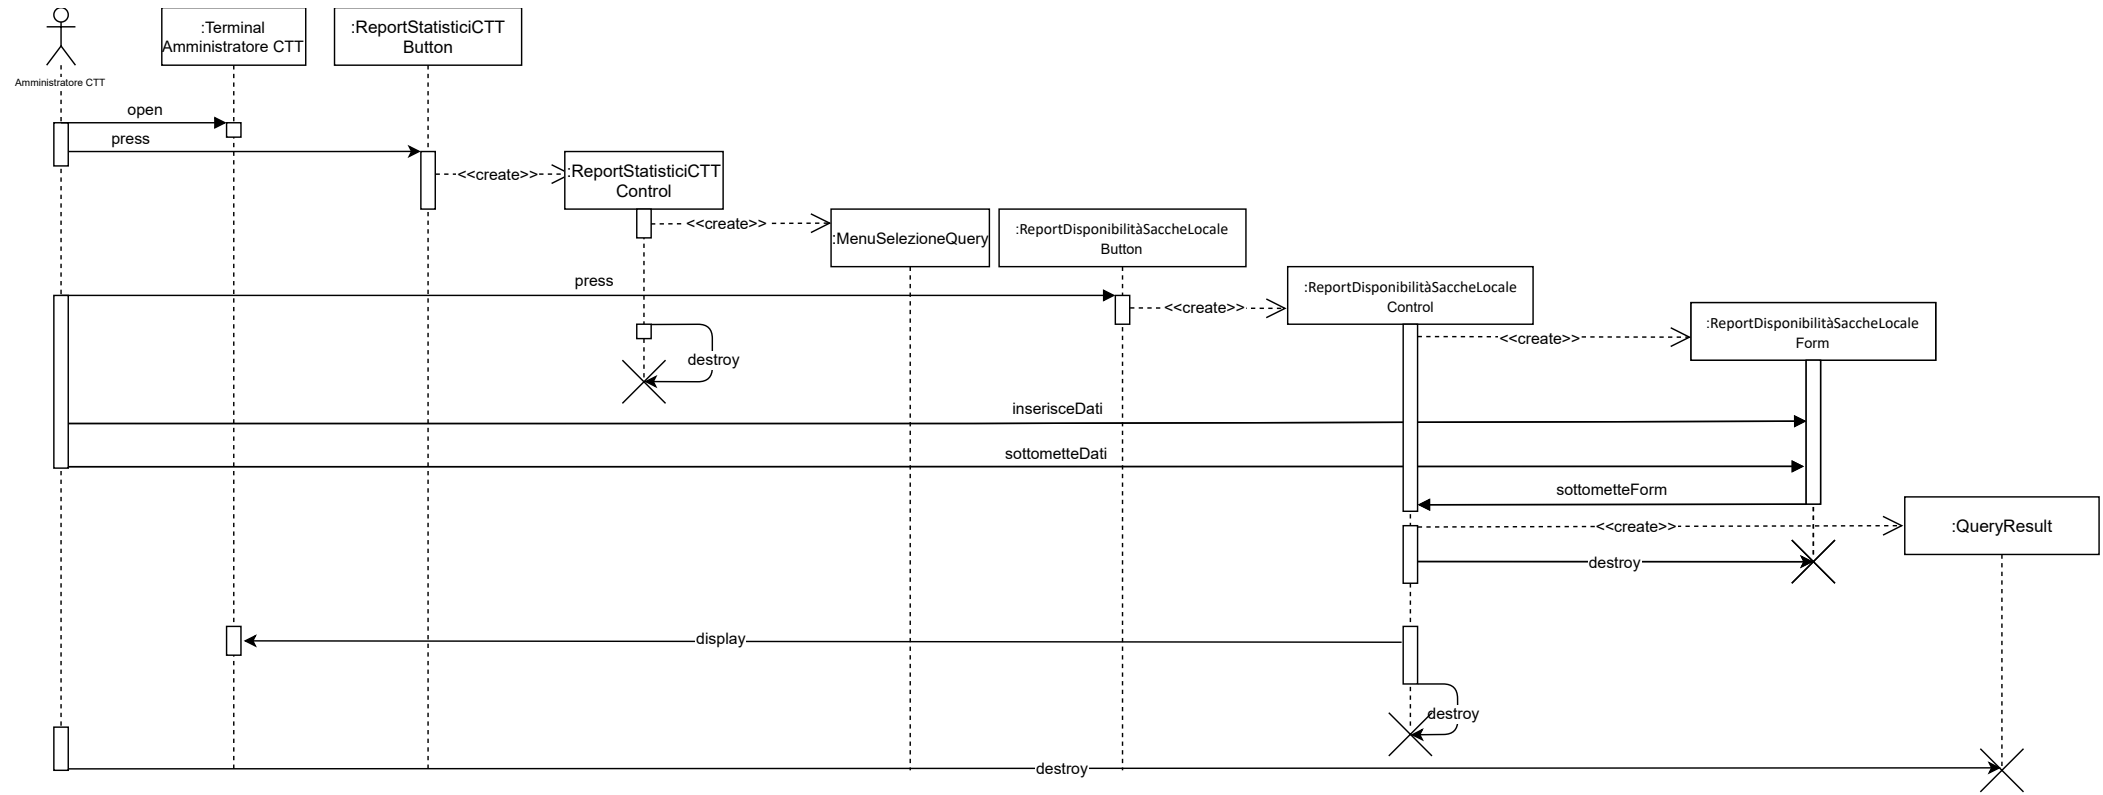 :Terminal
Amministratore CTT
:ReportStatisticiCTT
Button
Amministratore CTT
open
press
<<create>>
:ReportStatisticiCTT
Control
<<create>>
:MenuSelezioneQuery
:ReportDisponibilitàSaccheLocale
Button
press
<<create>>
:ReportDisponibilitàSaccheLocale
Control
<<create>>
:ReportDisponibilitàSaccheLocale
Form
destroy
inserisceDati
sottometteDati
sottometteForm
<<create>>
:QueryResult
destroy
display
destroy
destroy